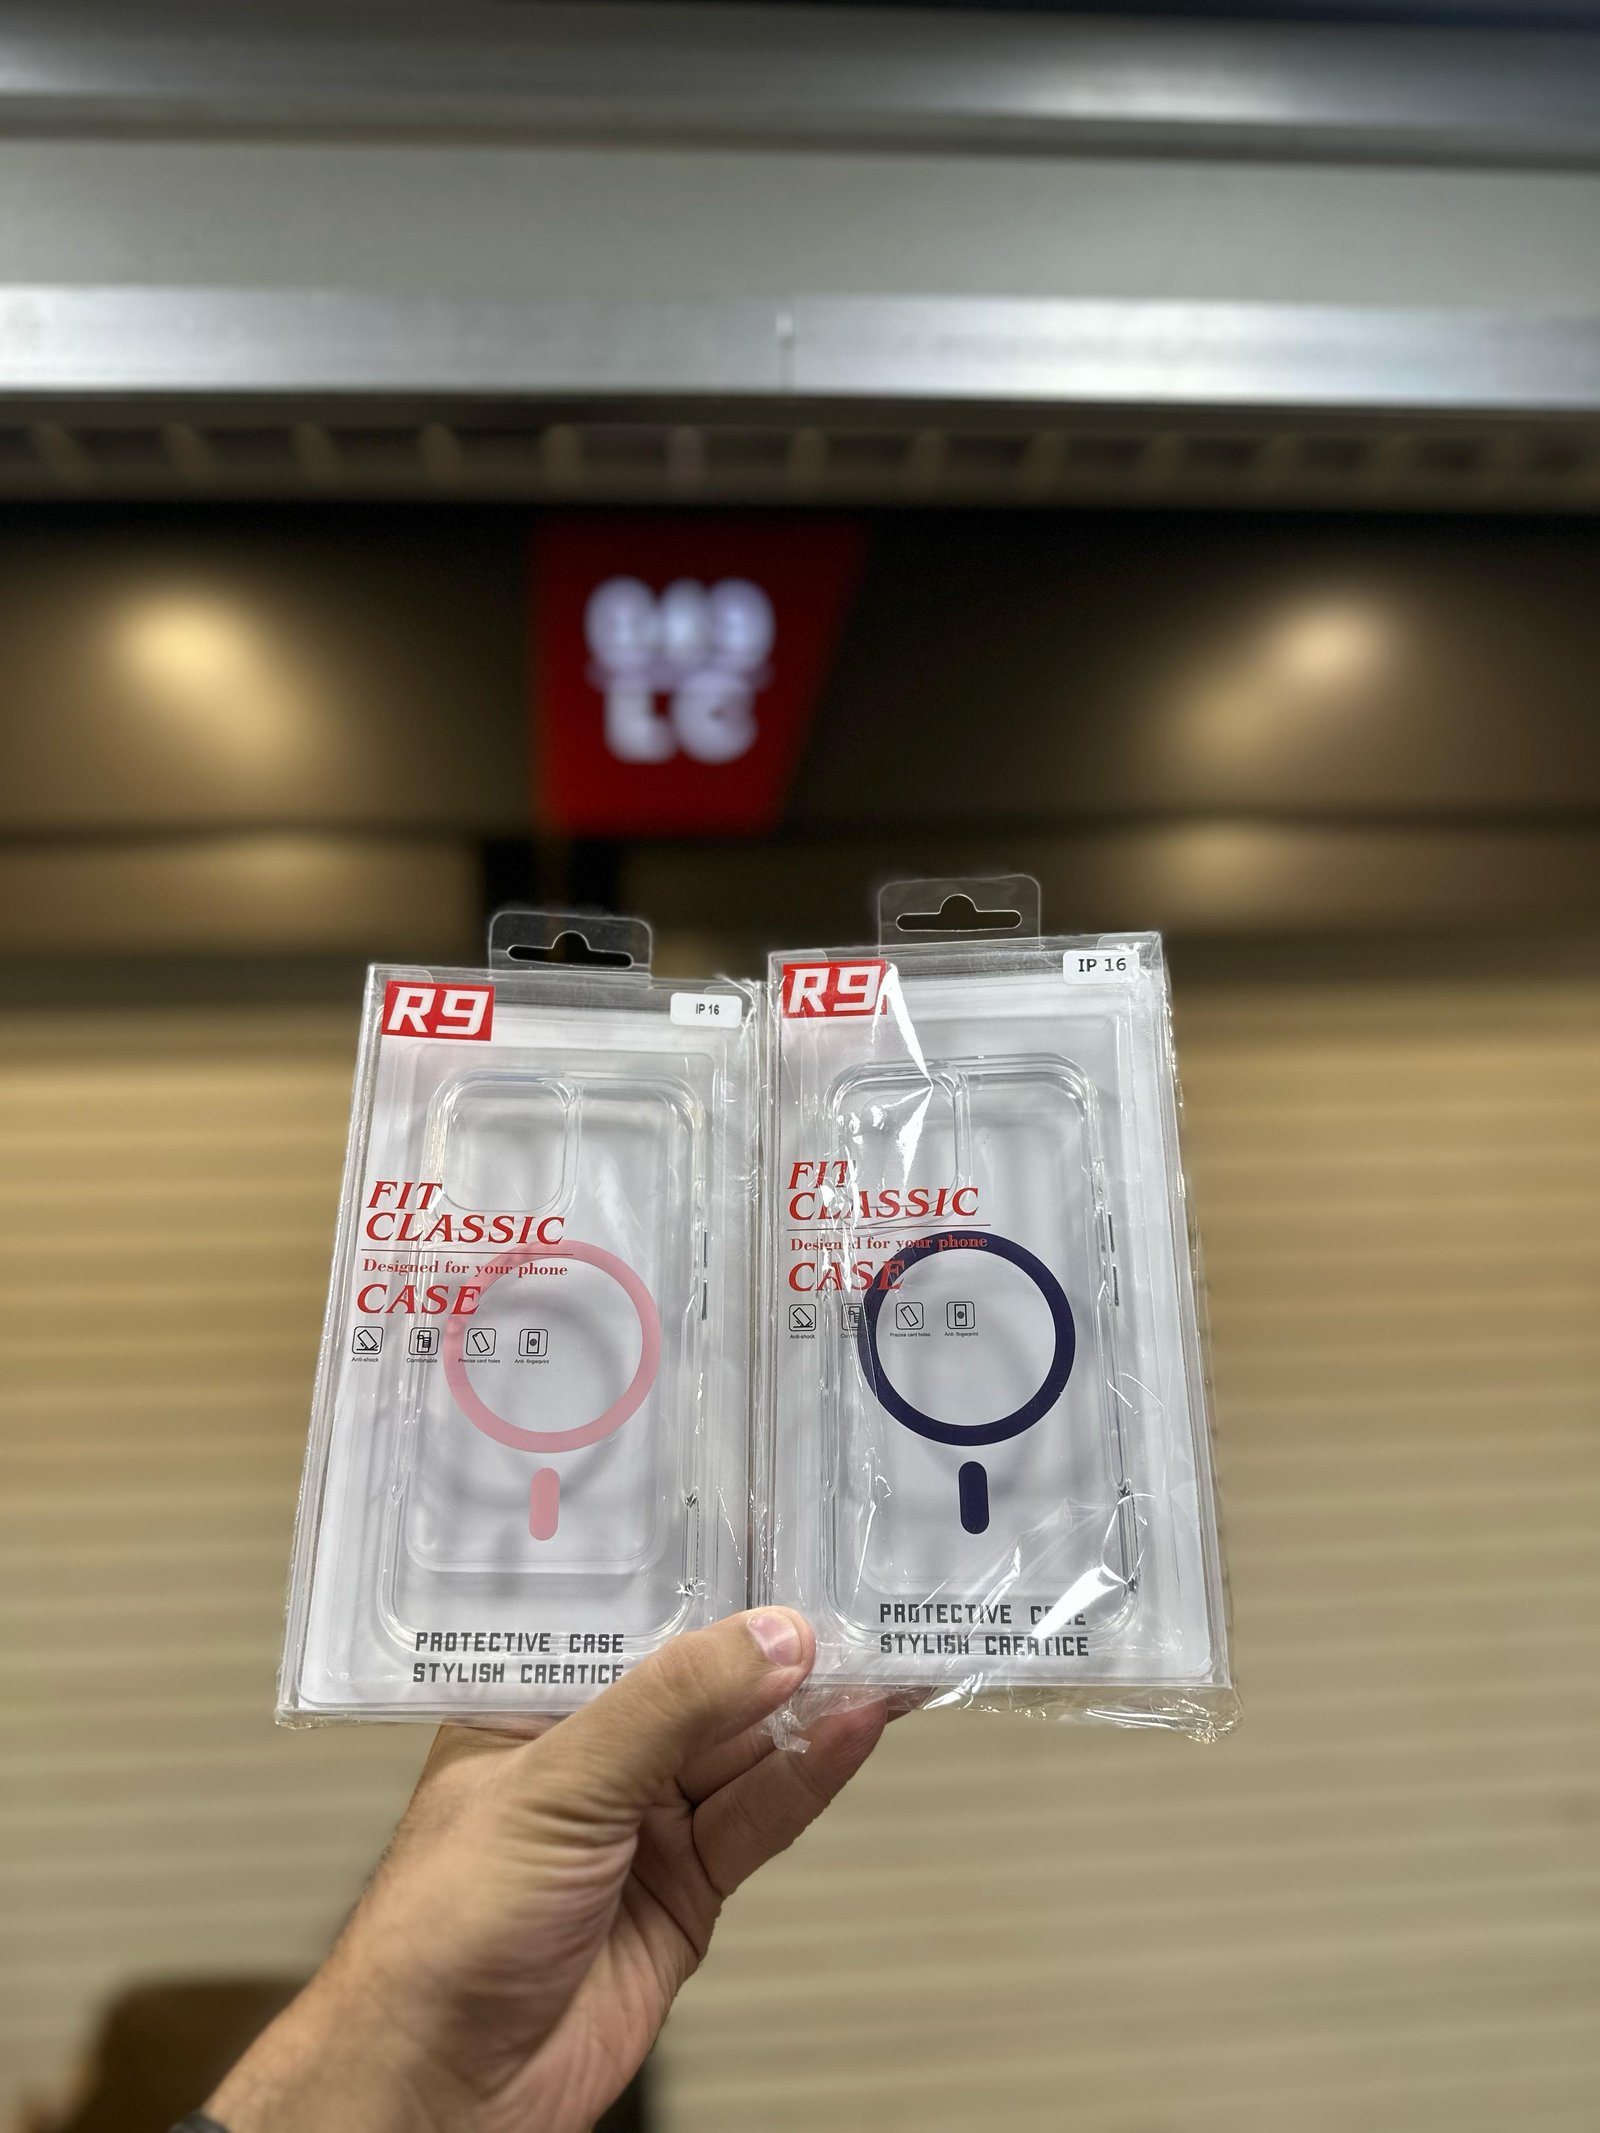 R9
IP 16
FIT
CLASSIC
Designed for your phone
CASE
Anti-shock
Comfortable
Precise card holes
Anti- fingerprint
PROTECTIVE CASE
STYLISH CREATICE
R9
IP 16
FIT
CLASSIC
Designed for your phone
CASE
Anti-shock
Precise card holes
Anti- fingerprint
PROTECTIVE CASE
STYLISH CREATICE